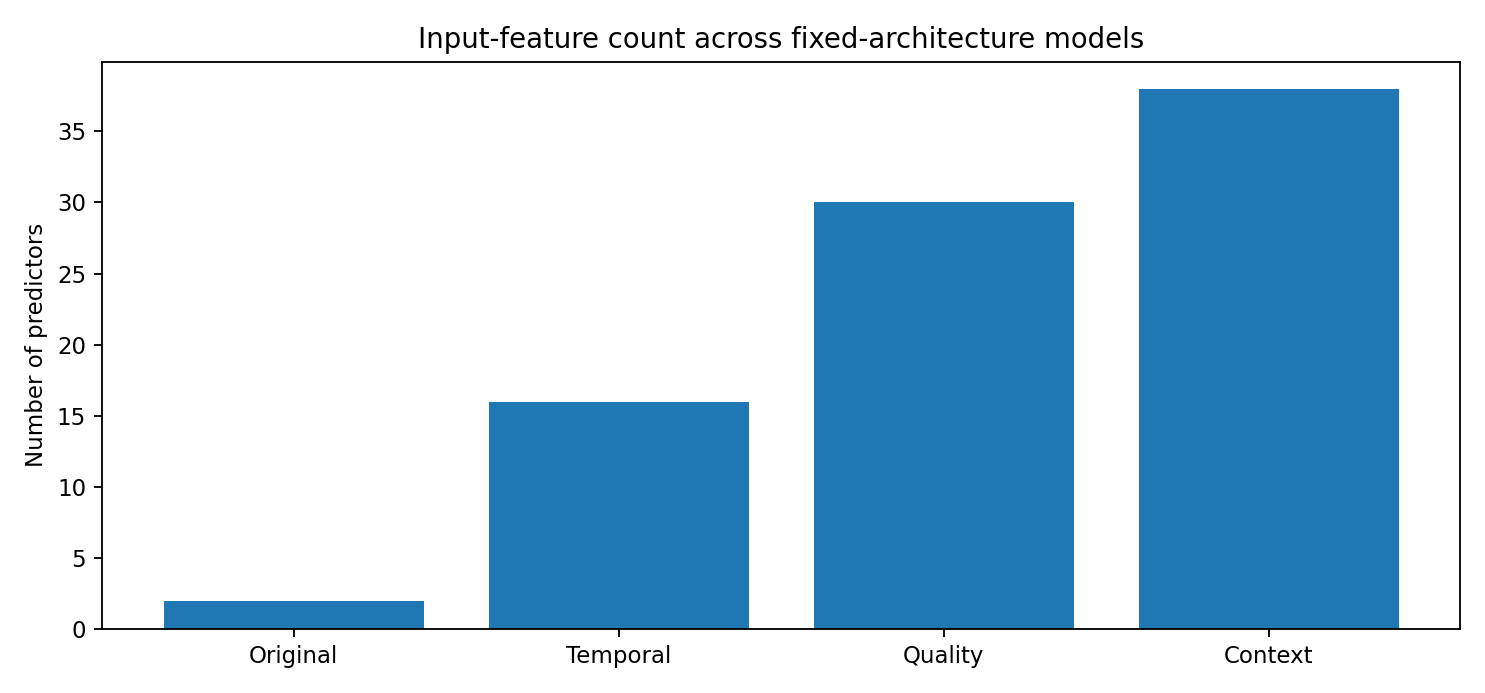 Input-feature count across fixed-architecture models
Number of predictors
35
30
25
20
15
10
5
0
Original
Temporal
Quality
Context